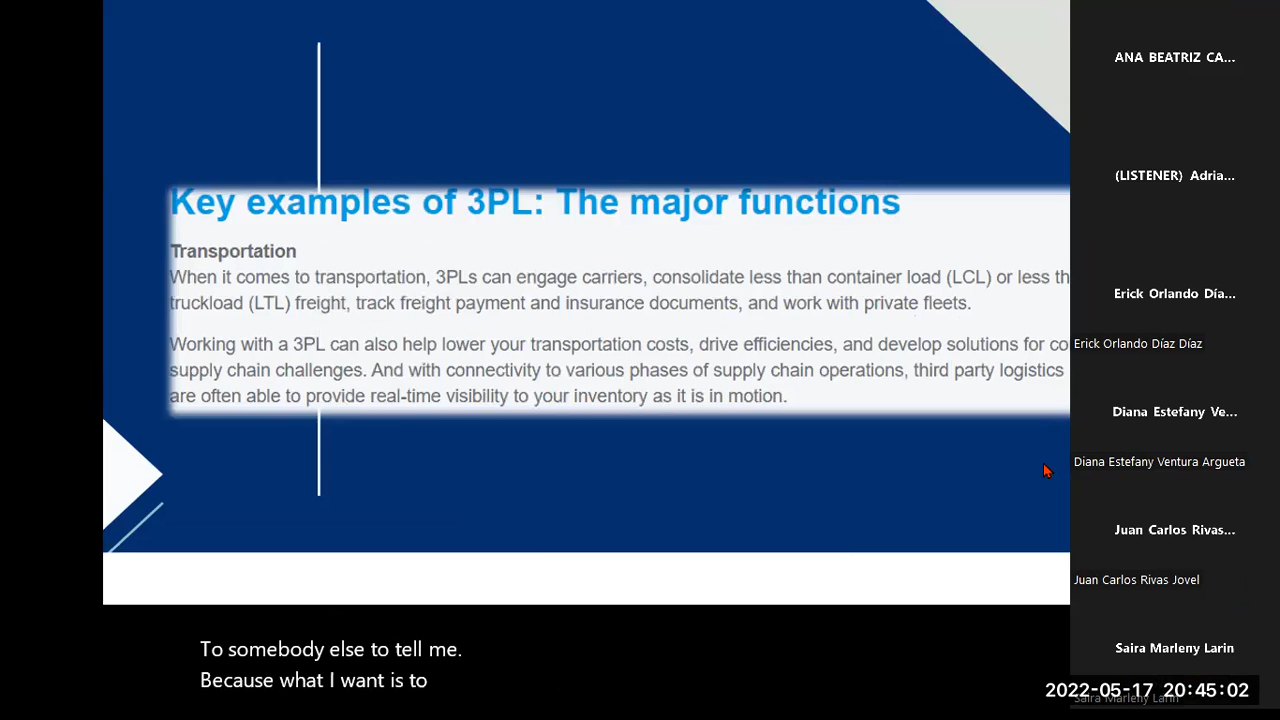 Key examples of 3PL: The major functions
Transportation
When it comes to transportation, 3PLs can engage carriers, consolidate less than container load (LCL) or less th
truckload (LTL) freight, track freight payment and insurance documents, and work with private fleets.
Working with a 3PL can also help lower your transportation costs, drive efficiencies, and develop solutions for co
supply chain challenges. And with connectivity to various phases of supply chain operations, third party logistics
are often able to provide real-time visibility to your inventory as it is in motion.
To somebody else to tell me.
Because what I want is to
ANA BEATRIZ CA...
(LISTENER) Adria...
Erick Orlando Día...
Erick Orlando Díaz Díaz
Diana Estefany Ve...
Diana Estefany Ventura Argueta
Juan Carlos Rivas...
Juan Carlos Rivas Jovel
Saira Marleny Larin
2022-05-17 20:45:02
Saira Marleny Larin